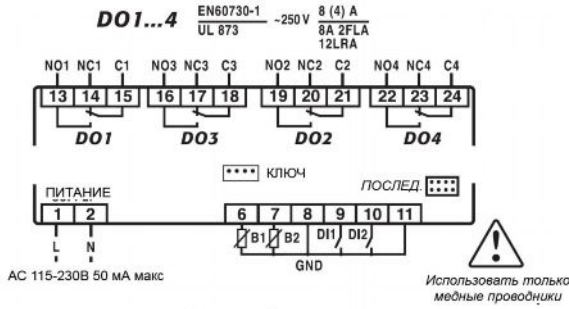 DO1...4 EN60730-1 ~250 V 8 (4) A
UL 873 8A 2FLA
12LRA
NO1 NC1 C1 NO3 NC3 C3 NO2 NC2 C2 NO4 NC4 C4
13 14 15 16 17 18 19 20 21 22 23 24
DO1 DO3 DO2 DO4
КЛЮЧ
ПОСЛЕД.
ПИТАНИЕ
1 2 6 7 8 9 10 11
B1 B2 DI1 DI2
L N
GND
AC 115-230В 50 мА макс
Использовать только
медные проводники